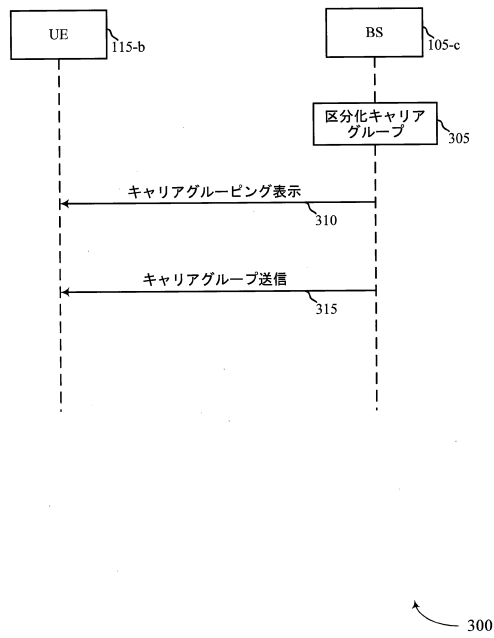 UE
115-b
BS
105-c
区分化キャリア
グループ
305
キャリアグルーピング表示
310
キャリアグループ送信
315
300